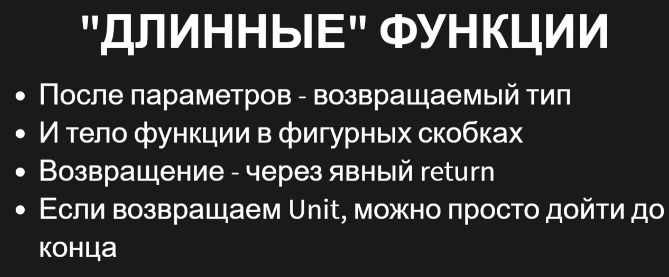 "ДЛИННЫЕ" ФУНКЦИИ
• После параметров - возвращаемый тип
• И тело функции в фигурных скобках
• Возвращение - через явный return
• Если возвращаем Unit, можно просто дойти до
конца